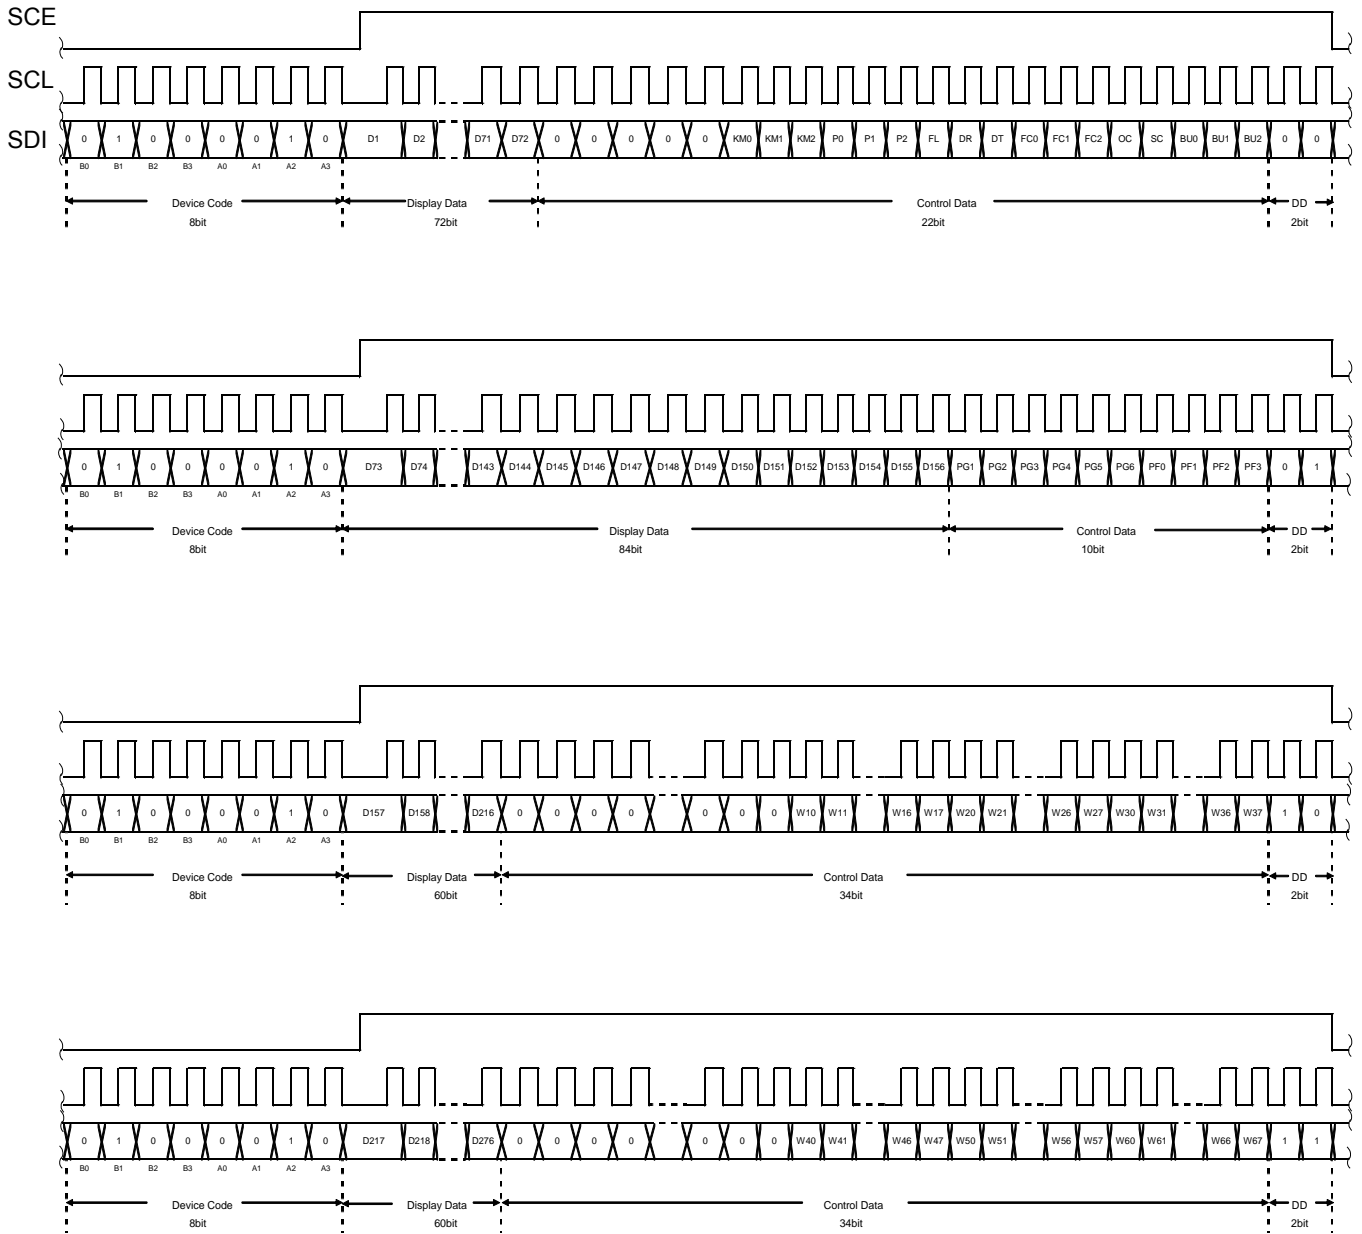 SCE
SCL
SDI
0 1 0 0 0 0 1 0 D1 D2 D71 D72 0 0 0 0 0 KM0 KM1 KM2 P0 P1 P2 FL DR DT FC0 FC1 FC2 OC SC BU0 BU1 BU2 0 0
B0 B1 B2 B3 A0 A1 A2 A3
Device Code Display Data Control Data DD
8bit 72bit 22bit 2bit
0 1 0 0 0 0 1 0 D73 D74 D143 D144 D145 D146 D147 D148 D149 D150 D151 D152 D153 D154 D155 D156 PG1 PG2 PG3 PG4 PG5 PG6 PF0 PF1 PF2 PF3 0 1
B0 B1 B2 B3 A0 A1 A2 A3
Device Code Display Data Control Data DD
8bit 84bit 10bit 2bit
0 1 0 0 0 0 1 0 D157 D158 D216 0 0 0 0 0 0 0 W10 W11 W16 W17 W20 W21 W26 W27 W30 W31 W36 W37 1 0
B0 B1 B2 B3 A0 A1 A2 A3
Device Code Display Data Control Data DD
8bit 60bit 34bit 2bit
0 1 0 0 0 0 1 0 D217 D218 D276 0 0 0 0 0 0 0 W40 W41 W46 W47 W50 W51 W56 W57 W60 W61 W66 W67 1 1
B0 B1 B2 B3 A0 A1 A2 A3
Device Code Display Data Control Data DD
8bit 60bit 34bit 2bit